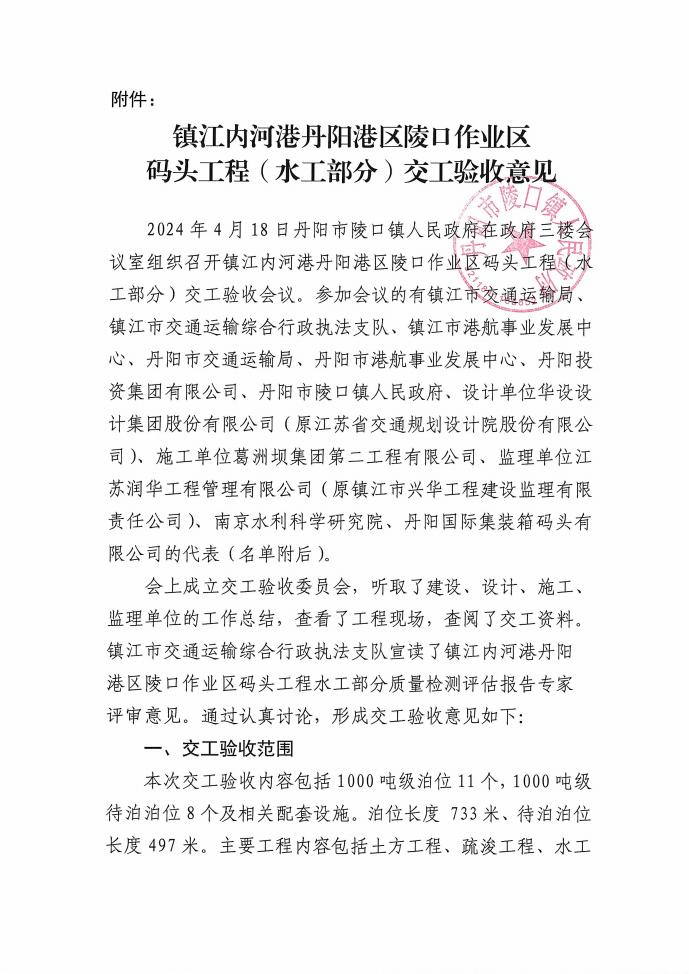 附件：
镇江内河港丹阳港区陵口作业区
码头工程（水工部分）交工验收意见
2024 年 4 月 18 日丹阳市陵口镇人民政府在政府三楼会
议室组织召开镇江内河港丹阳港区陵口作业区码头工程（水
工部分）交工验收会议。参加会议的有镇江市交通运输局、
镇江市交通运输综合行政执法支队、镇江市港航事业发展中
心、丹阳市交通运输局、丹阳市港航事业发展中心、丹阳投
资集团有限公司、丹阳市陵口镇人民政府、设计单位华设设
计集团股份有限公司（原江苏省交通规划设计院股份有限公
司）、施工单位葛洲坝集团第二工程有限公司、监理单位江
苏润华工程管理有限公司（原镇江市兴华工程建设监理有限
责任公司）、南京水利科学研究院、丹阳国际集装箱码头有
限公司的代表（名单附后）。
会上成立交工验收委员会，听取了建设、设计、施工、
监理单位的工作总结，查看了工程现场，查阅了交工资料。
镇江市交通运输综合行政执法支队宣读了镇江内河港丹阳
港区陵口作业区码头工程水工部分质量检测评估报告专家
评审意见。通过认真讨论，形成交工验收意见如下：
一、交工验收范围
本次交工验收内容包括 1000 吨级泊位 11 个，1000 吨级
待泊泊位 8 个及相关配套设施。泊位长度 733 米、待泊泊位
长度 497 米。主要工程内容包括土方工程、疏浚工程、水工
丹阳市陵口镇人民政府